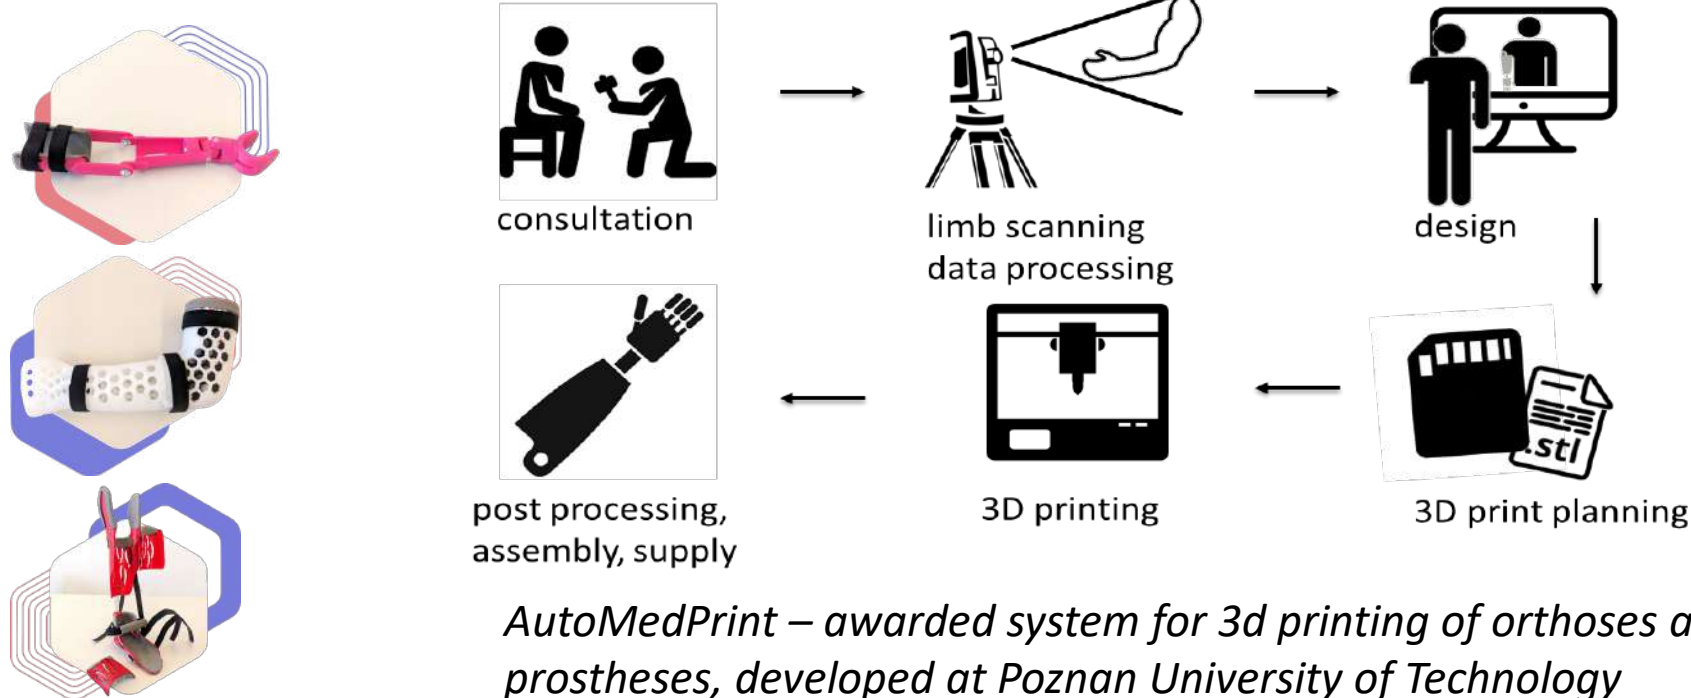 consultation
limb scanning
data processing
design
.stl
3D print planning
3D printing
post processing,
assembly, supply
AutoMedPrint – awarded system for 3d printing of orthoses a
prostheses, developed at Poznan University of Technology